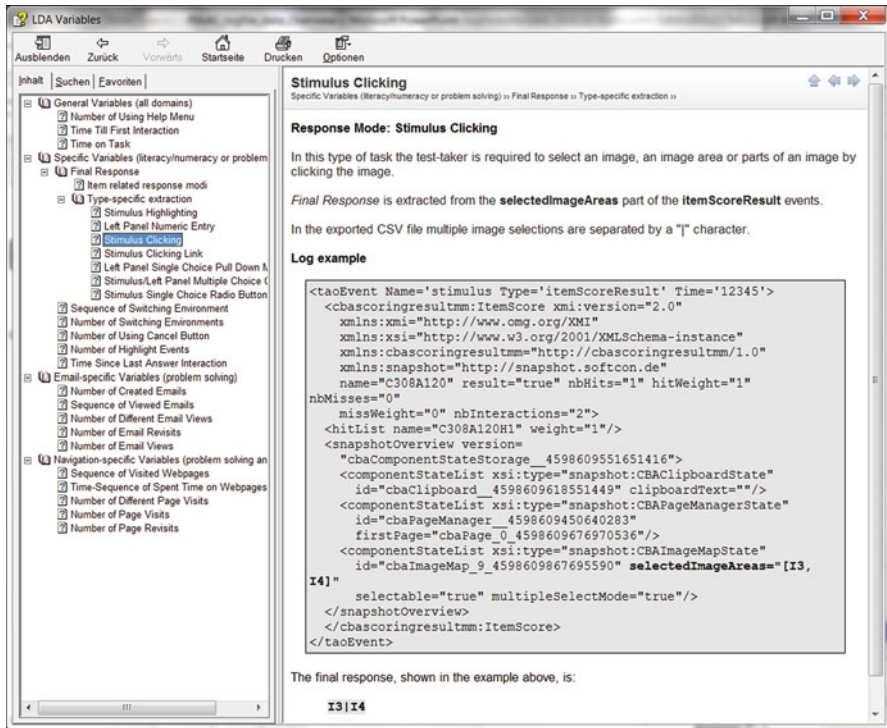 LDA Variables
Ausblenden Zurück Vorwärts Startseite Drucken Optionen
Inhalt Suchen Favoriten
General Variables (all domains)
Number of Using Help Menu
Time Till First Interaction
Time on Task
Specific Variables (literacy/numeracy or problem
Final Response
Item related response modi
Type-specific extraction
Stimulus Highlighting
Left Panel Numeric Entry
Stimulus Clicking
Stimulus Clicking Link
Left Panel Single Choice Pull Down
Stimulus/Left Panel Multiple Choice
Stimulus Single Choice Radio Button
Sequence of Switching Environment
Number of Switching Environments
Number of Using Cancel Button
Number of Highlight Events
Time Since Last Answer Interaction
Email-specific Variables (problem solving)
Number of Created Emails
Sequence of Viewed Emails
Number of Different Email Views
Number of Email Revisits
Number of Email Views
Navigation-specific Variables (problem solving an
Sequence of Visited Webpages
Time-Sequence of Spent Time on Webpages
Number of Different Page Visits
Number of Page Visits
Number of Page Revisits
Stimulus Clicking
Specific Variables (literacy/numeracy or problem solving) ›› Final Response ›› Type-specific extraction ››
Response Mode: Stimulus Clicking
In this type of task the test-taker is required to select an image, an image area or parts of an image by
clicking the image.
Final Response is extracted from the selectedImageAreas part of the itemScoreResult events.
In the exported CSV file multiple image selections are separated by a "|" character.
Log example
<taoEvent Name='stimulus Type='itemScoreResult' Time='12345'>
<cbascoringresultmm:ItemScore xmi:version="2.0"
xmlns:xmi="http://www.omg.org/XMI"
xmlns:xsi="http://www.w3.org/2001/XMLSchema-instance"
xmlns:cbascoringresultmm="http://cbascoringresultmm/1.0"
xmlns:snapshot="http://snapshot.softcon.de"
name="C308A120" result="true" nbHits="1" hitWeight="1"
nbMisses="0"
missWeight="0" nbInteractions="2">
<hitList name="C308A120H1" weight="1"/>
<snapshotOverview version=
"cbaComponentStateStorage__4598609551651416">
<componentStateList xsi:type="snapshot:CBAClipboardState"
id="cbaClipboard__4598609618551449" clipboardText=""/>
<componentStateList xsi:type="snapshot:CBAPageManagerState"
id="cbaPageManager__4598609450640283"
firstPage="cbaPage_0_4598609676970536"/>
<componentStateList xsi:type="snapshot:CBAImageMapState"
id="cbaImageMap_9_4598609867695590" selectedImageAreas="[I3,
I4]"
selectable="true" multipleSelectMode="true"/>
</snapshotOverview>
</cbascoringresultmm:ItemScore>
</taoEvent>
The final response, shown in the example above, is:
I3|I4